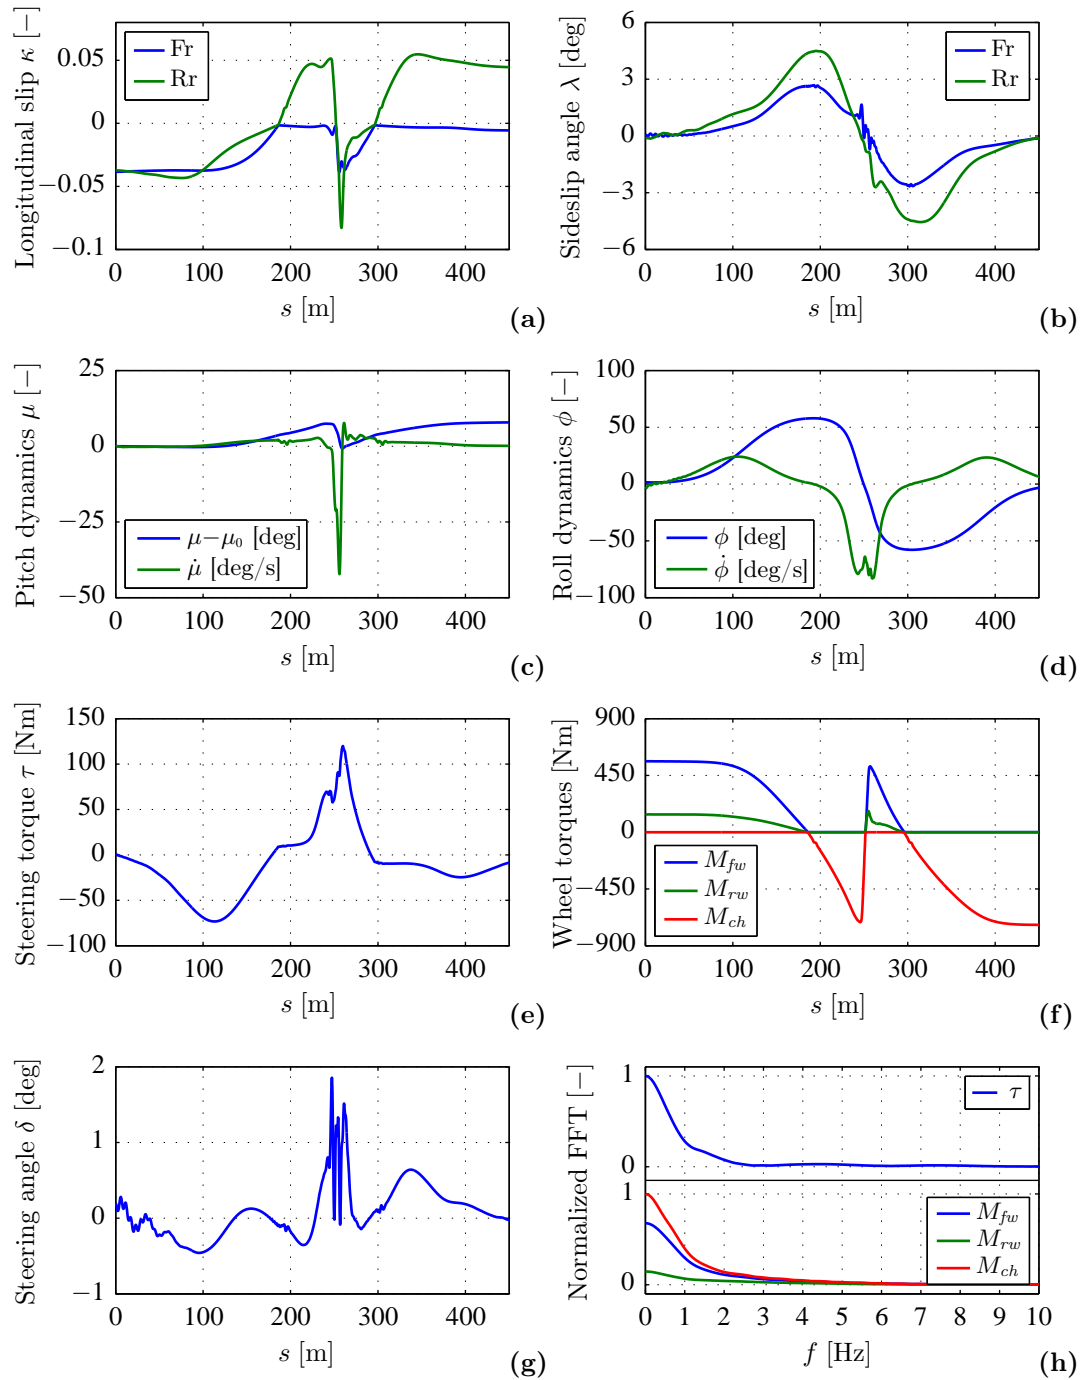 Longitudinal slip κ [−]
0.05
0
−0.05
−0.1
Fr
Rr
0 100 200 300 400
s [m]
(a)
Sideslip angle λ [deg]
6
3
0
−3
−6
Fr
Rr
0 100 200 300 400
s [m]
(b)
Pitch dynamics μ [−]
25
0
−25
−50
μ−μ₀ [deg]
μ̇ [deg/s]
0 100 200 300 400
s [m]
(c)
Roll dynamics ϕ [−]
100
50
0
−50
−100
ϕ [deg]
ϕ̇ [deg/s]
0 100 200 300 400
s [m]
(d)
Steering torque τ [Nm]
150
100
50
0
−50
−100
0 100 200 300 400
s [m]
(e)
Wheel torques [Nm]
900
450
0
−450
−900
M_fw
M_rw
M_ch
0 100 200 300 400
s [m]
(f)
Steering angle δ [deg]
2
1
0
−1
0 100 200 300 400
s [m]
(g)
Normalized FFT [−]
1
0
τ
1
0
M_fw
M_rw
M_ch
0 1 2 3 4 5 6 7 8 9 10
f [Hz]
(h)